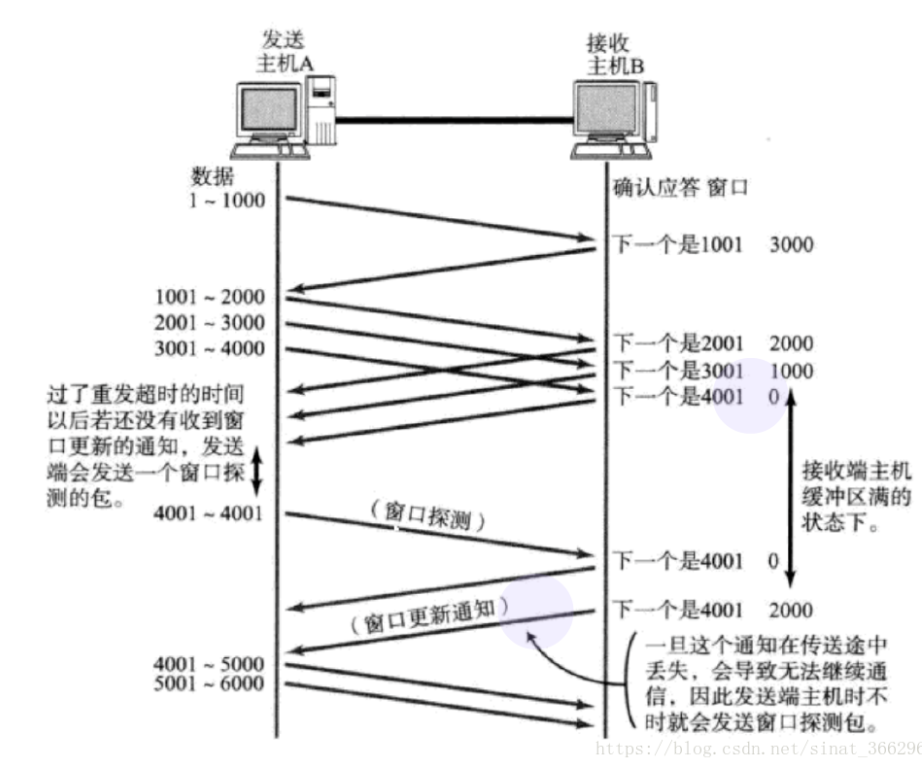 发送
主机A
接收
主机B
数据
确认应答 窗口
1~1000
下一个是1001 3000
1001~2000
2001~3000
3001~4000
下一个是2001 2000
下一个是3001 1000
下一个是4001 0
过了重发超时的时间
以后若还没有收到窗
口更新的通知，发送
端会发送一个窗口探
测的包。
接收端主机
缓冲区满的
状态下。
4001~4001
（窗口探测）
下一个是4001 0
下一个是4001 2000
（窗口更新通知）
4001~5000
5001~6000
一旦这个通知在传送途中
丢失，会导致无法继续通
信，因此发送端主机时不
时就会发送窗口探测包。
https://blog.csdn.net/sinat_366296